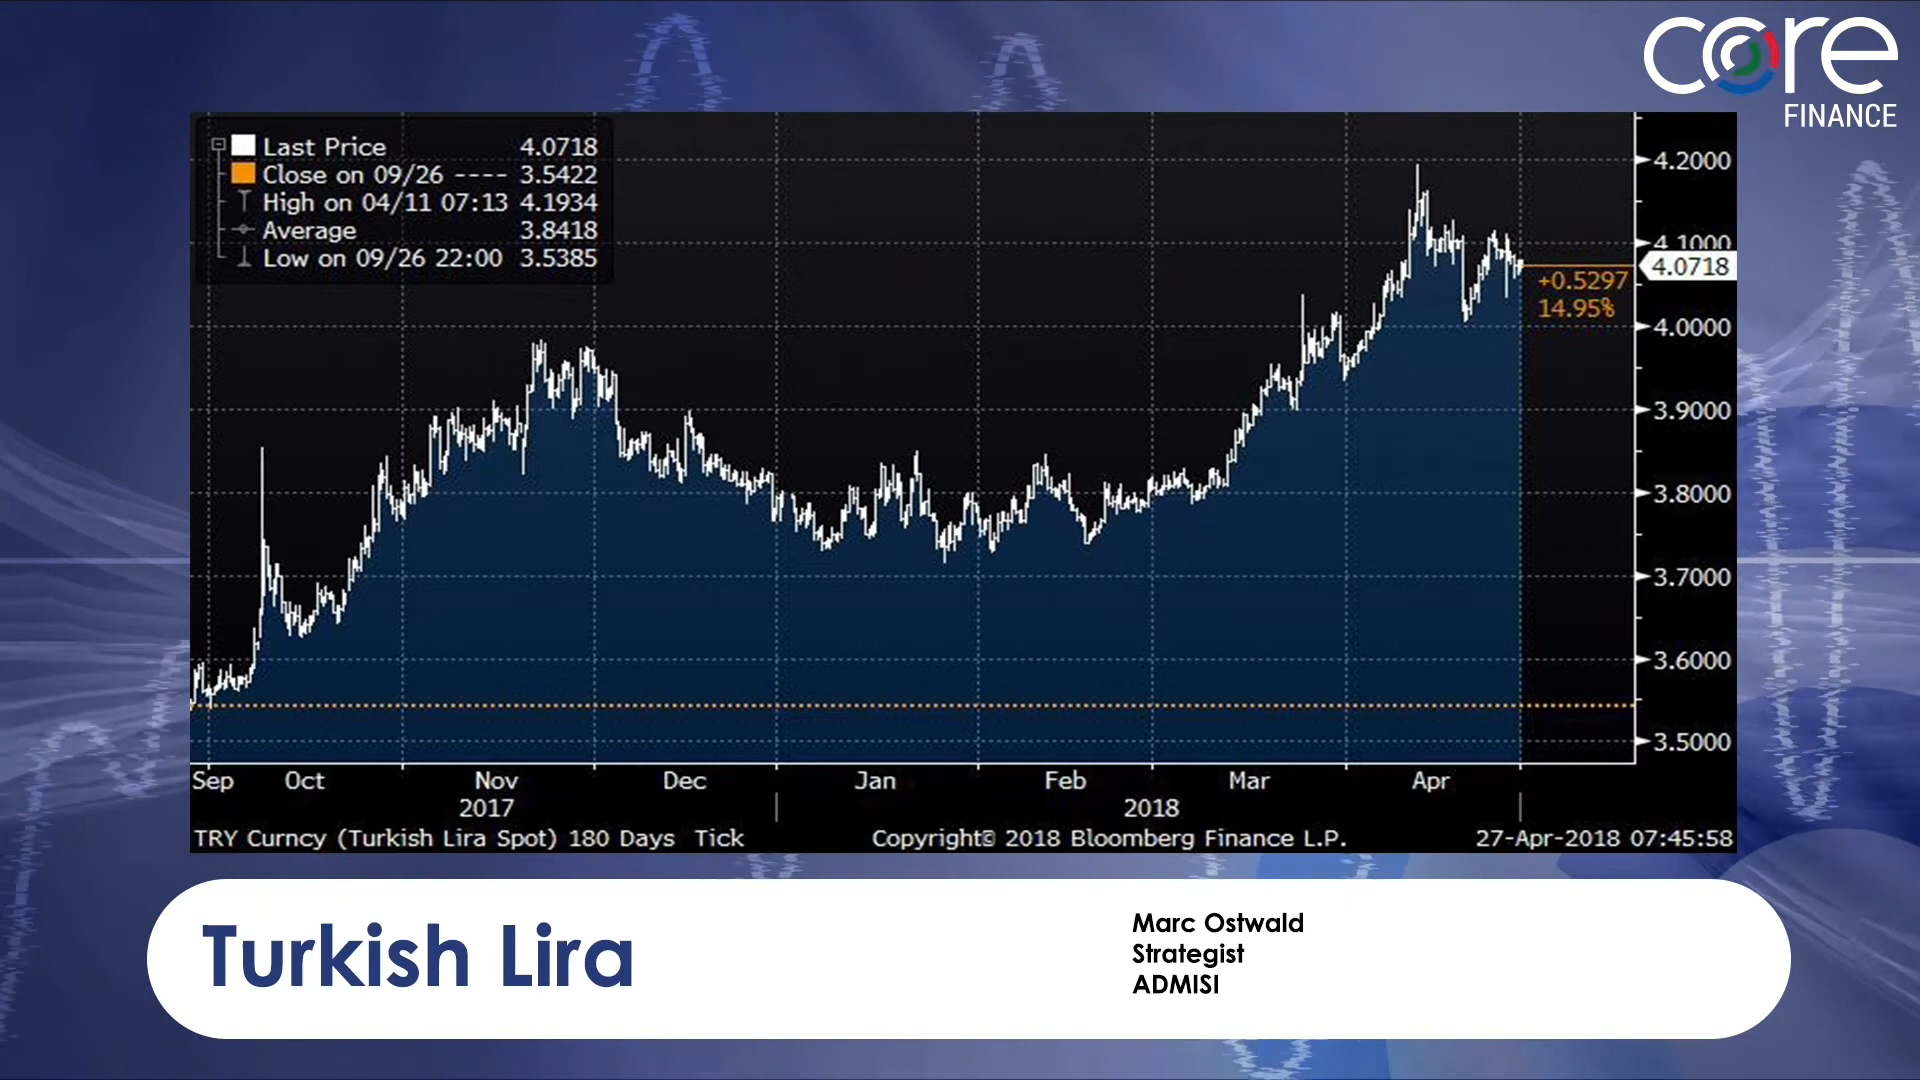 core
FINANCE
Last Price 4.0718
Close on 09/26 ---- 3.5422
High on 04/11 07:13 4.1934
Average 3.8418
Low on 09/26 22:00 3.5385
4.2000
4.1000
4.0718
+0.5297
14.95%
4.0000
3.9000
3.8000
3.7000
3.6000
3.5000
Sep Oct Nov Dec Jan Feb Mar Apr
2017 2018
TRY Curncy (Turkish Lira Spot) 180 Days Tick Copyright© 2018 Bloomberg Finance L.P. 27-Apr-2018 07:45:58
Turkish Lira
Marc Ostwald
Strategist
ADMISI